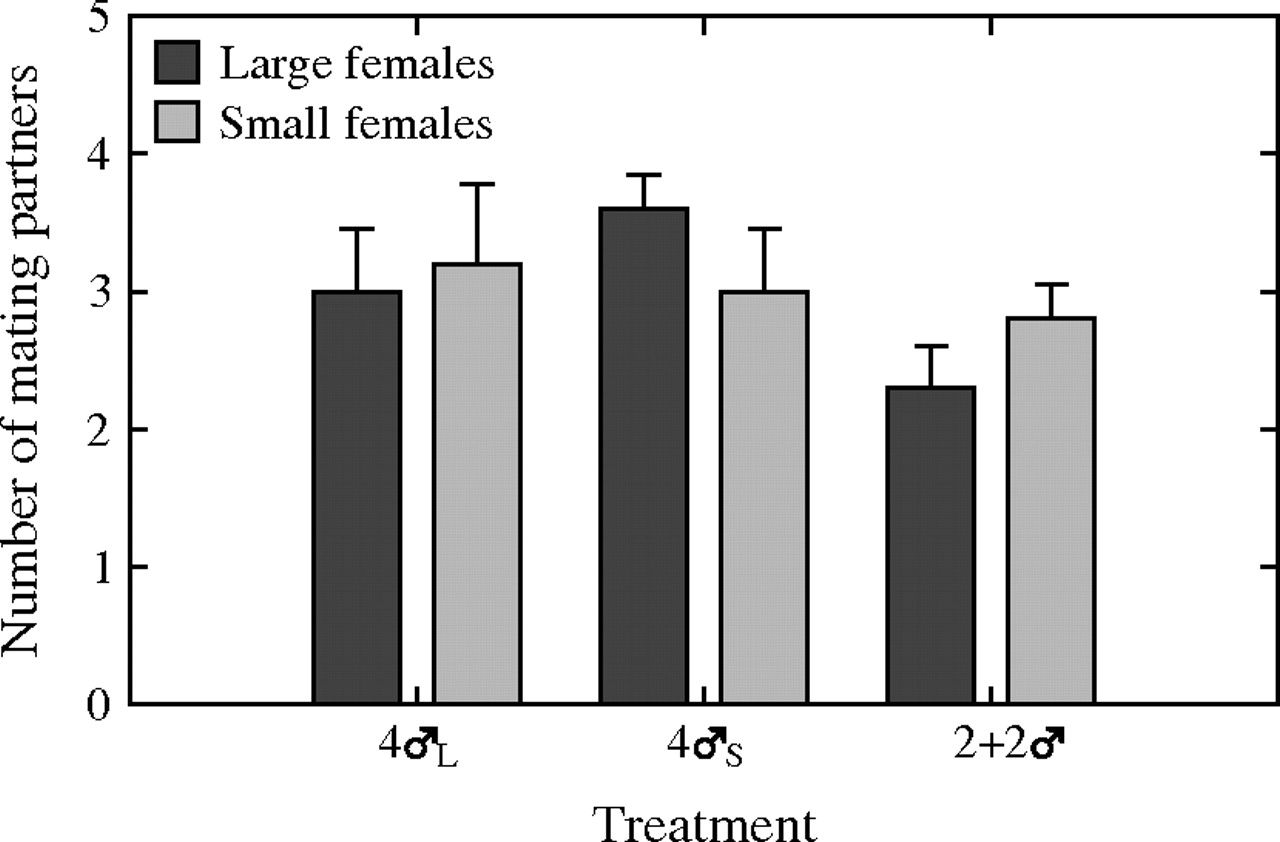 Number of mating partners
5
4
3
2
1
0
Large females
Small females
4♂L
4♂S
2+2♂
Treatment